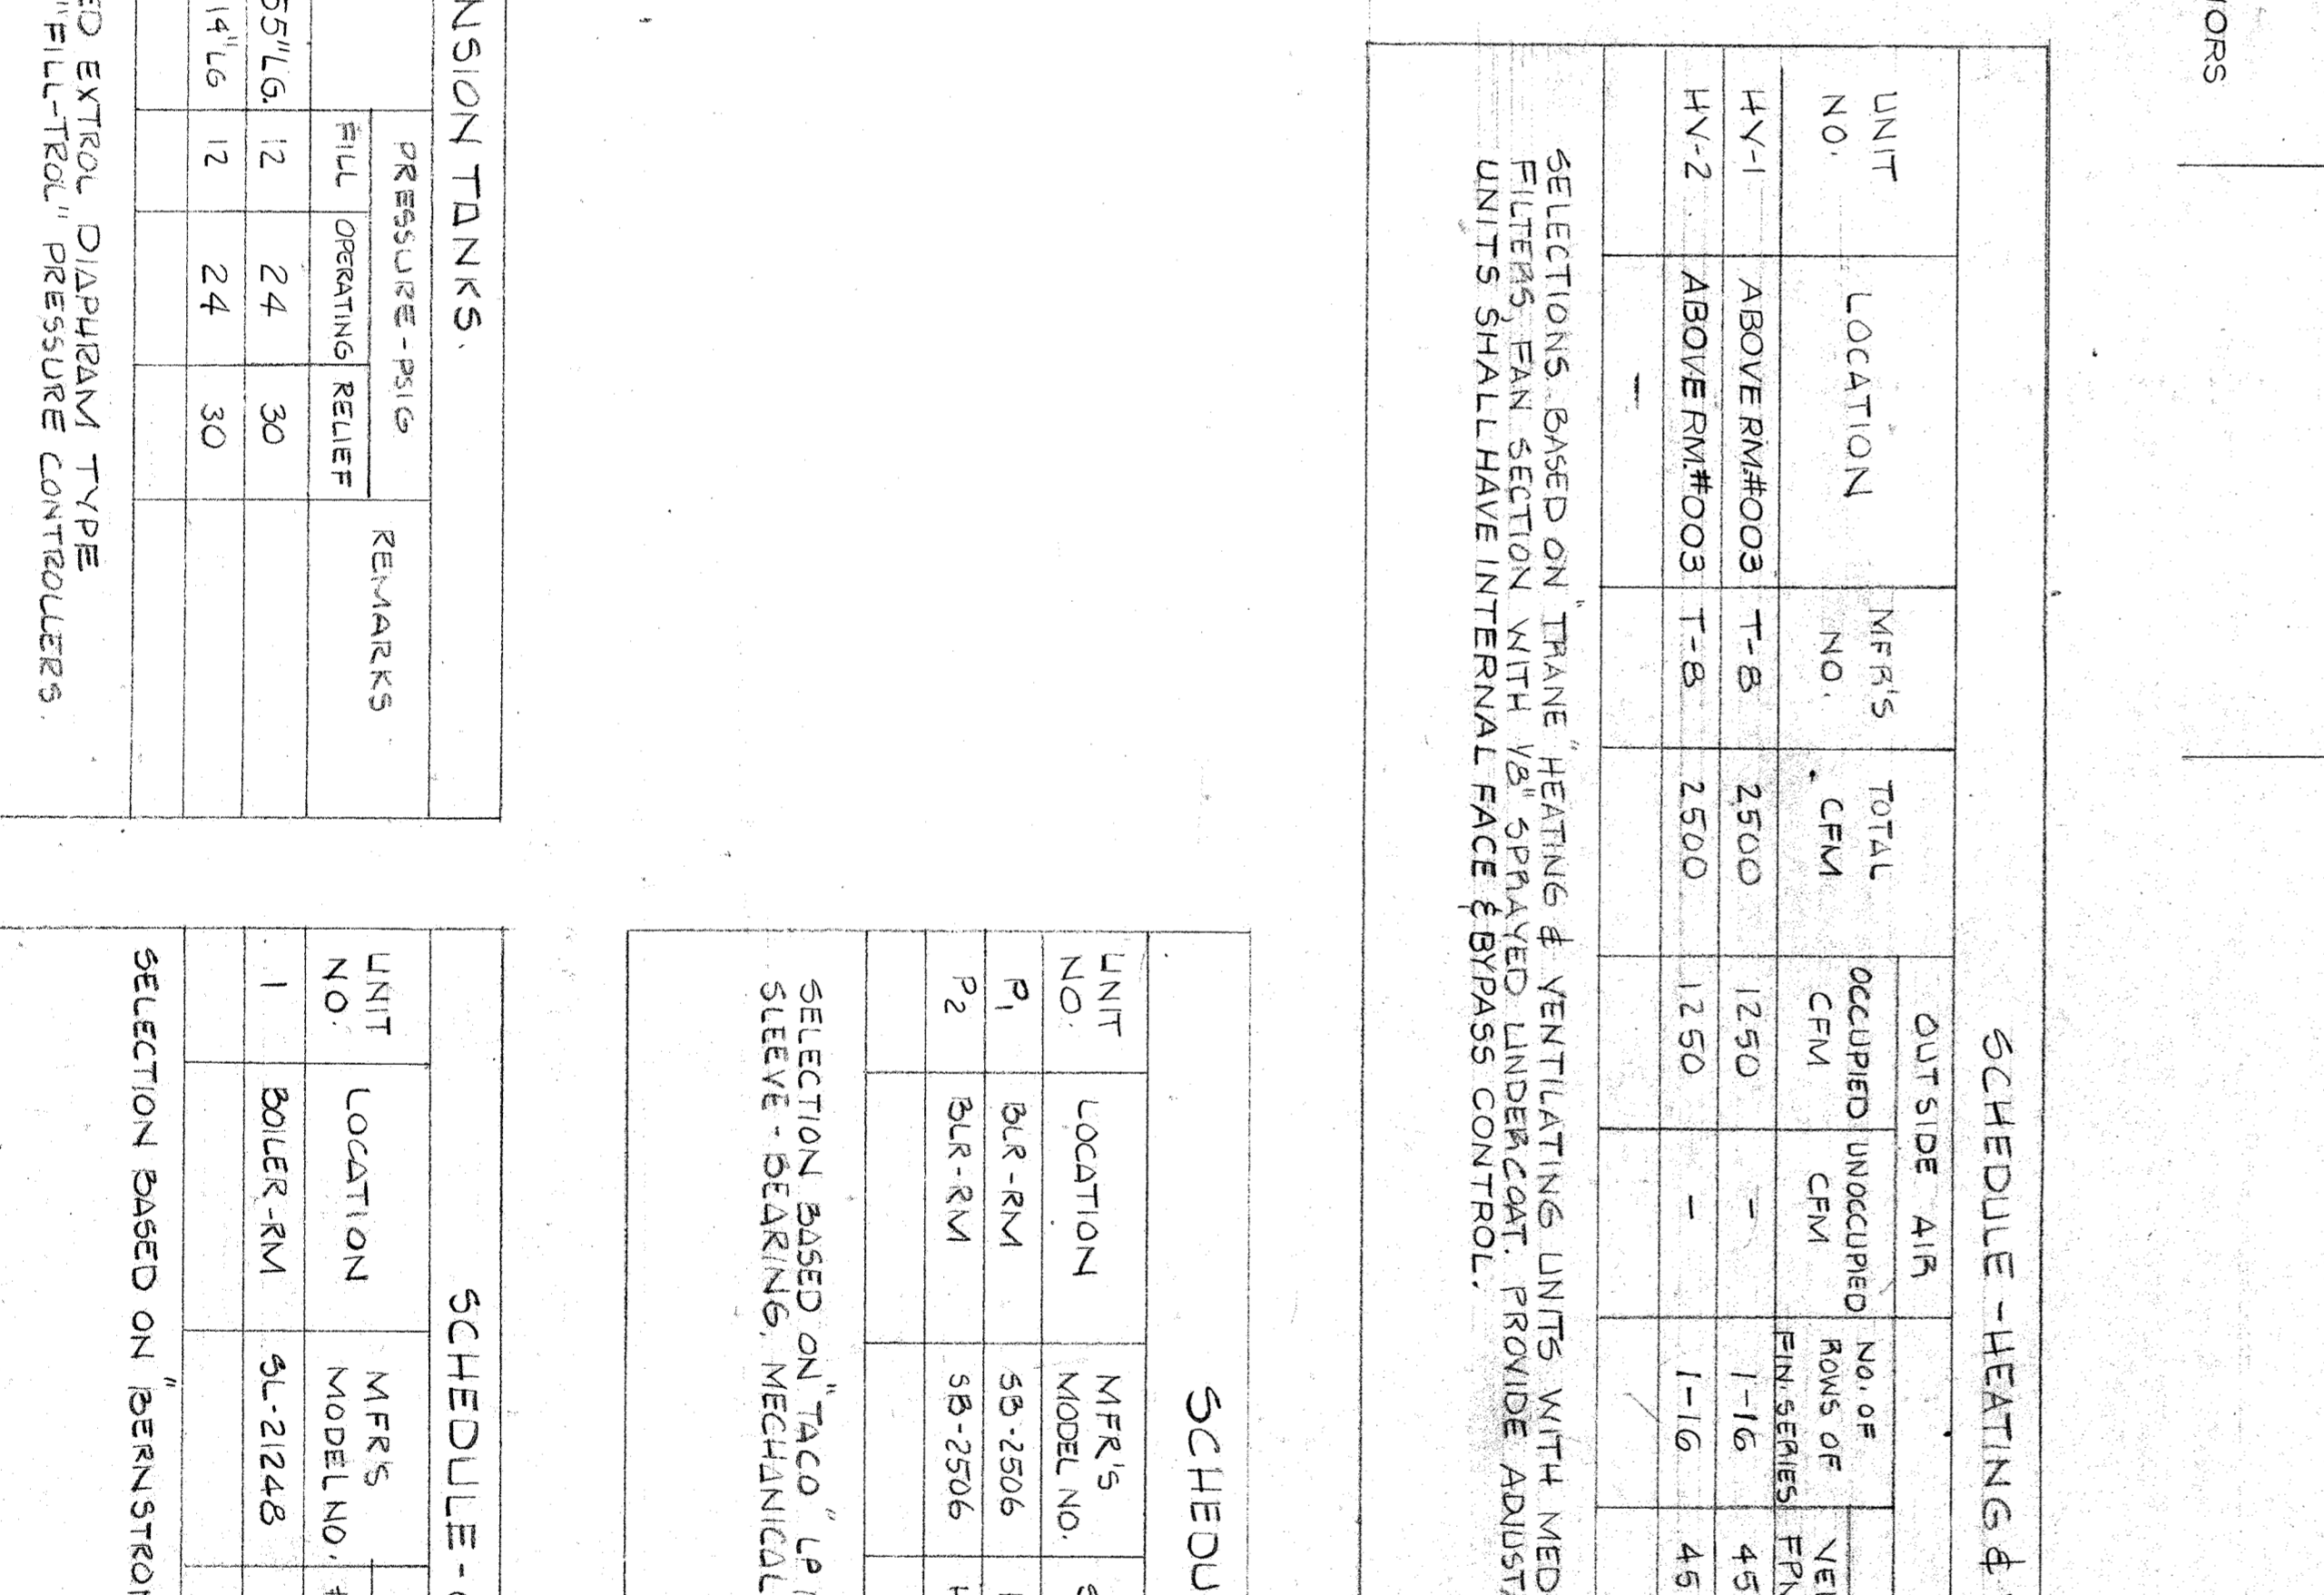 IORS
SCHEDULE - HEATING &
UNIT NO.
LOCATION
MFR'S NO.
TOTAL CFM
OUTSIDE AIR
OCCUPIED CFM
UNOCCUPIED CFM
NO. OF ROWS OF FIN. SERIES
HV-1 ABOVE RM.#003 T-8 2500 1250 - 1-16 45
HV-2 ABOVE RM.#003 T-8 2500 1250 - 1-16 45
-
SELECTIONS BASED ON "TRANE" HEATING & VENTILATING UNITS WITH MED
FILTERS, FAN SECTION WITH 1/8" SPRAYED UNDERCOAT. PROVIDE ADJUST.
UNITS SHALL HAVE INTERNAL FACE & BYPASS CONTROL.
SCHEDU
UNIT NO.
LOCATION
MFR'S MODEL NO.
P1 BLR-RM SB-2506
P2 BLR-RM SB-2506
SELECTION BASED ON "TACO" LP
SLEEVE-BEARING, MECHANICAL
NSION TANKS.
PRESSURE-PSIG
REMARKS
FILL OPERATING RELIEF
55"LG. 12 24 30
14"LG 12 24 30
ED EXTROL DIAPHRAM TYPE
"FILL-TROL" PRESSURE CONTROLLERS.
SCHEDULE -
UNIT NO.
LOCATION
MFR'S MODEL NO.
1 BOILER-RM SL-21248
SELECTION BASED ON "BERNSTRO